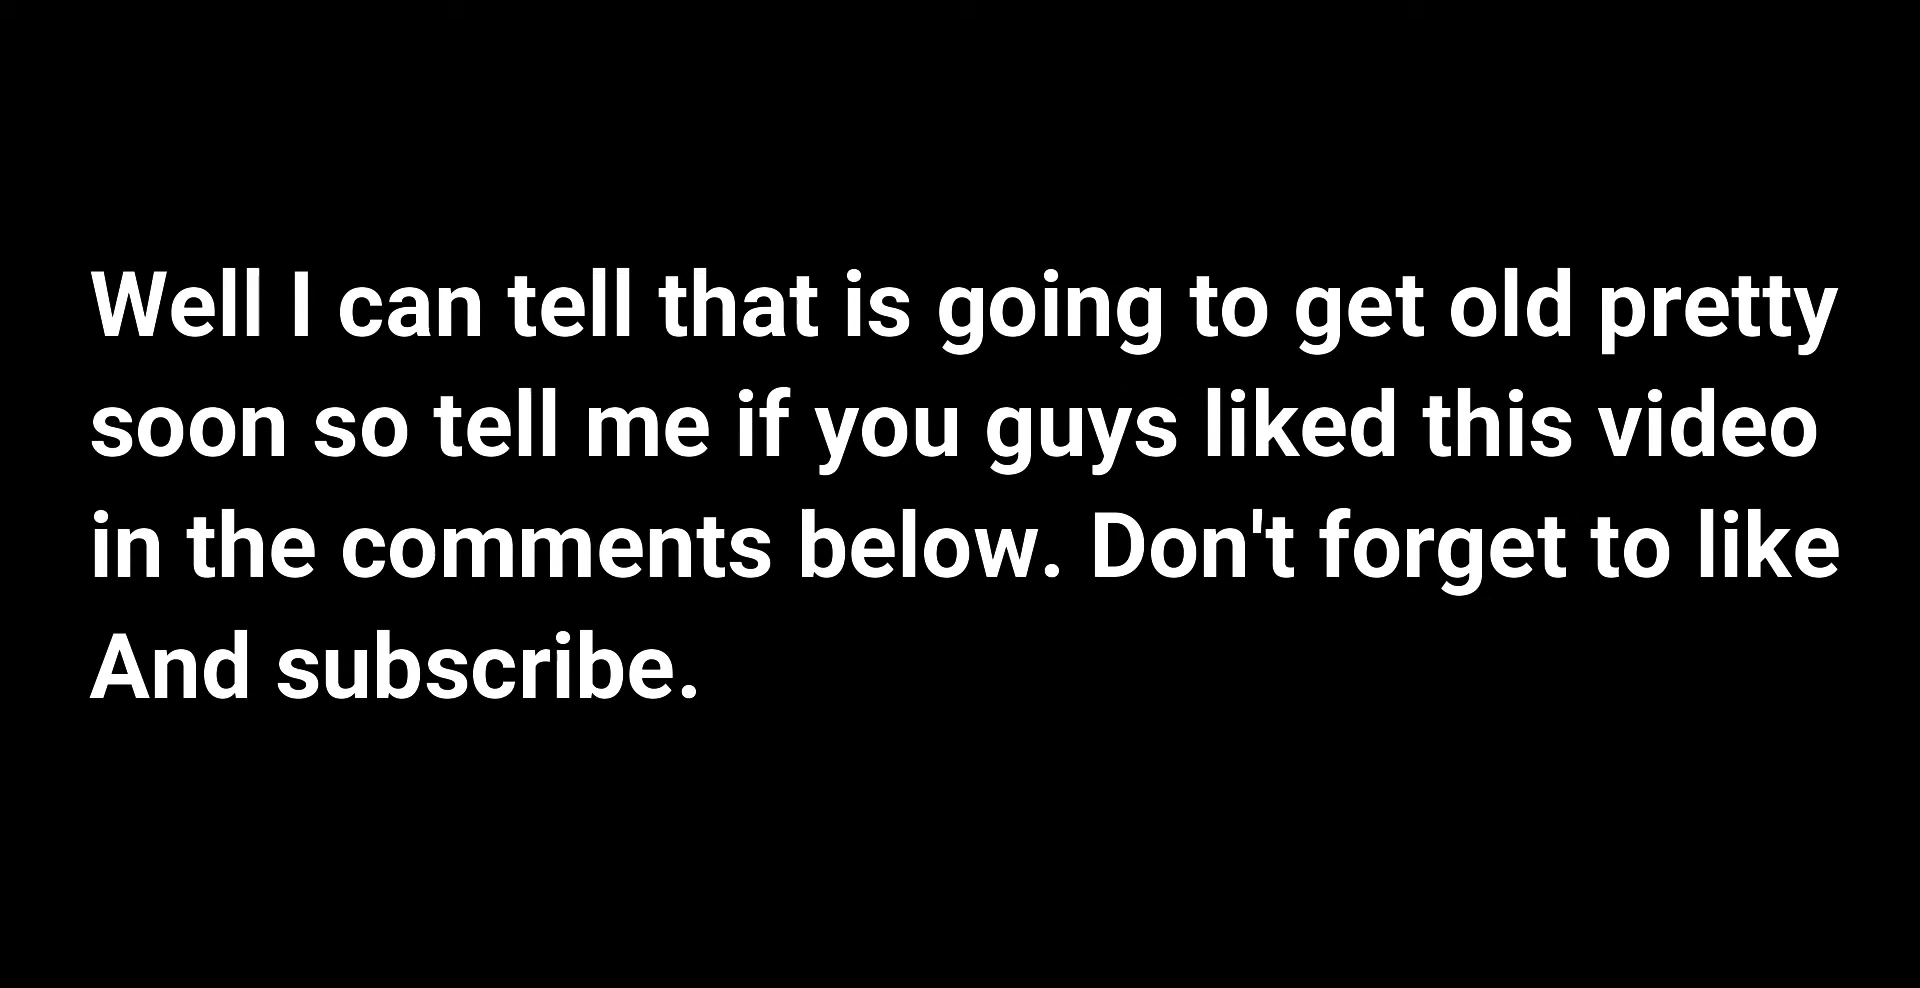 Well I can tell that is going to get old pretty
soon so tell me if you guys liked this video
in the comments below. Don't forget to like
And subscribe.